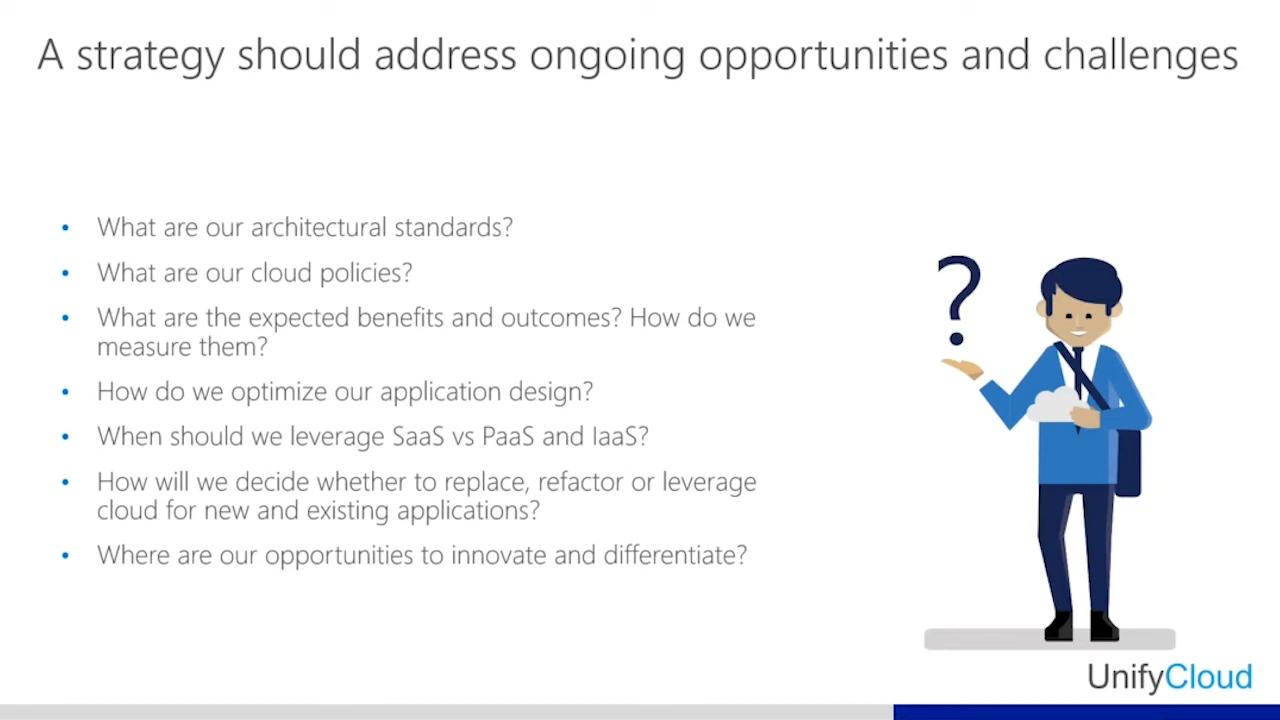 A strategy should address ongoing opportunities and challenges
• What are our architectural standards?
• What are our cloud policies?
• What are the expected benefits and outcomes? How do we
measure them?
• How do we optimize our application design?
• When should we leverage SaaS vs PaaS and IaaS?
• How will we decide whether to replace, refactor or leverage
cloud for new and existing applications?
• Where are our opportunities to innovate and differentiate?
?
UnifyCloud